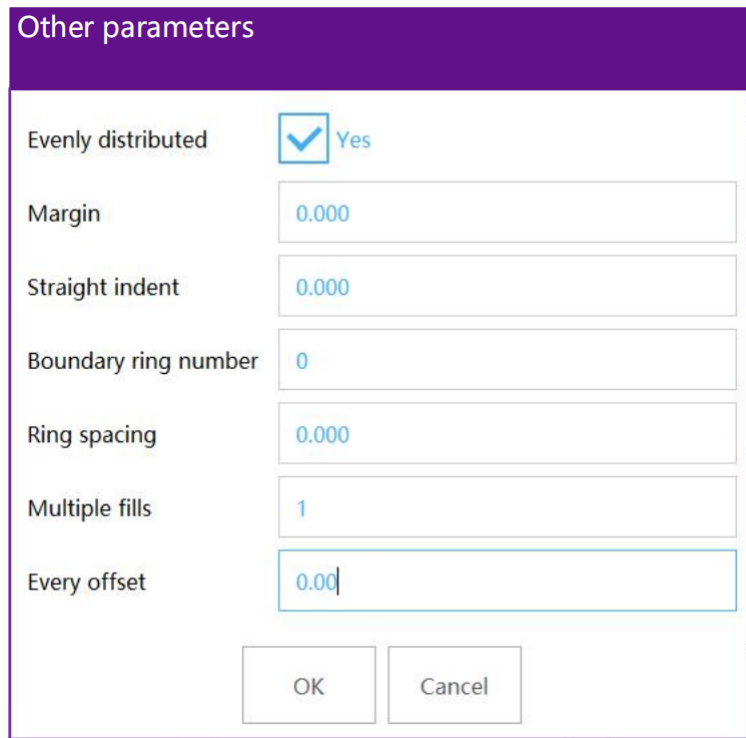 Other parameters
Evenly distributed Yes
Margin 0.000
Straight indent 0.000
Boundary ring number 0
Ring spacing 0.000
Multiple fills 1
Every offset 0.00
OK Cancel